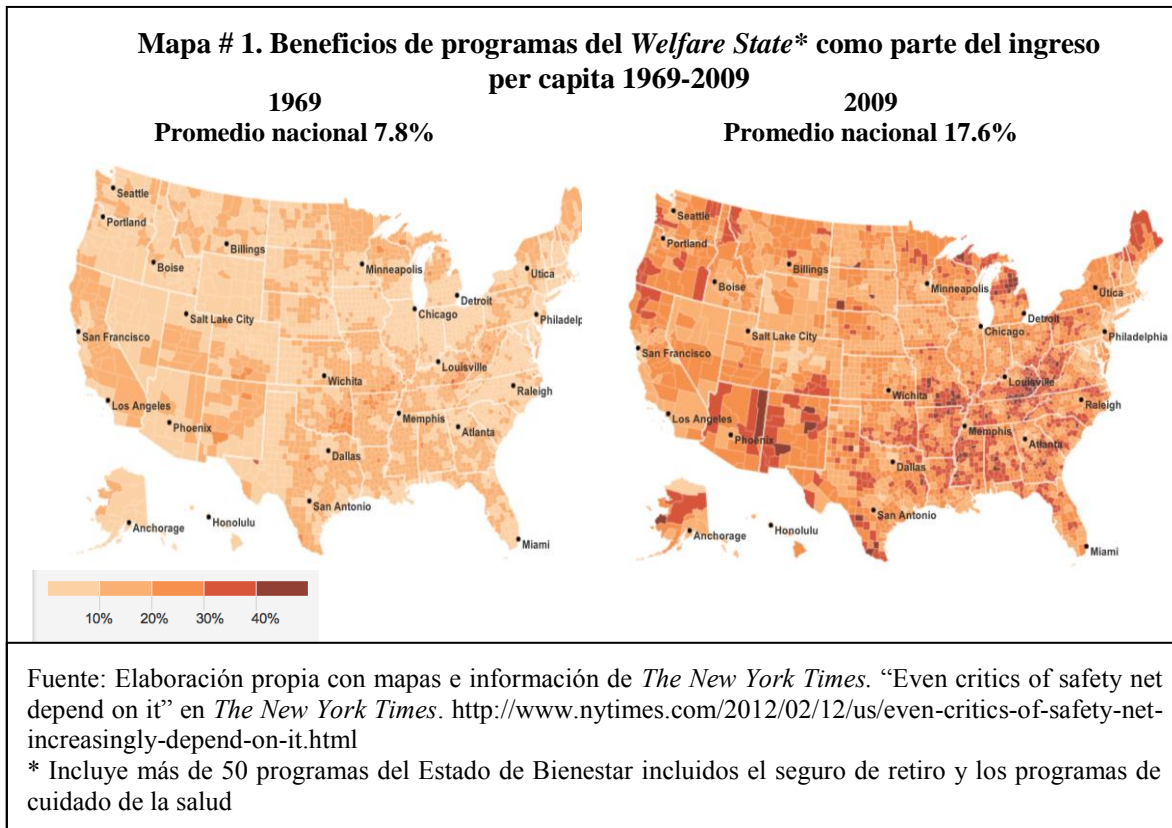 Mapa # 1. Beneficios de programas del Welfare State* como parte del ingreso
per capita 1969-2009
1969
Promedio nacional 7.8%
2009
Promedio nacional 17.6%
Seattle
Portland
Billings
Boise
Minneapolis
Utica
Detroit
Chicago
Philadelp
Salt Lake City
San Francisco
Louisville
Wichita
Raleigh
Los Angeles
Memphis
Phoenix
Atlanta
Dallas
San Antonio
Anchorage
Honolulu
Miami
Seattle
Portland
Billings
Boise
Minneapolis
Utica
Detroit
Chicago
Philadelphia
Salt Lake City
San Francisco
Louisville
Wichita
Raleigh
Los Angeles
Memphis
Phoenix
Atlanta
Dallas
San Antonio
Anchorage
Honolulu
Miami
10% 20% 30% 40%
Fuente: Elaboración propia con mapas e información de The New York Times. “Even critics of safety net
depend on it” en The New York Times. http://www.nytimes.com/2012/02/12/us/even-critics-of-safety-net-
increasingly-depend-on-it.html
* Incluye más de 50 programas del Estado de Bienestar incluidos el seguro de retiro y los programas de
cuidado de la salud